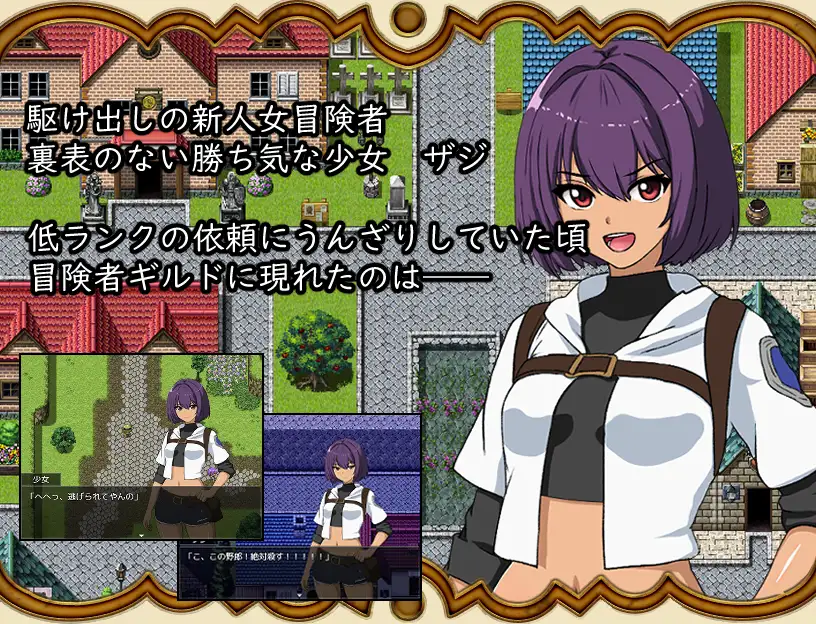 駆け出しの新人女冒険者
裏表のない勝ち気な少女　ザジ
低ランクの依頼にうんざりしていた頃
冒険者ギルドに現れたのは――
少女
「へへっ、逃げられてやんの」
「こ、この野郎！絶対殺す！！！！！」